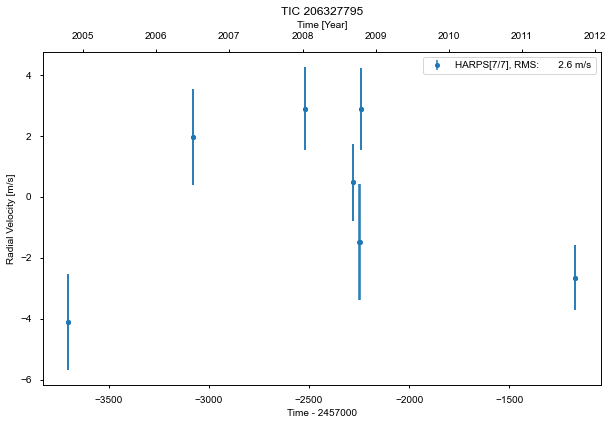 TIC 206327795
Time [Year]
2005 2006 2007 2008 2009 2010 2011 2012
HARPS[7/7], RMS: 2.6 m/s
4
2
0
−2
−4
−6
Radial Velocity [m/s]
−3500 −3000 −2500 −2000 −1500
Time - 2457000